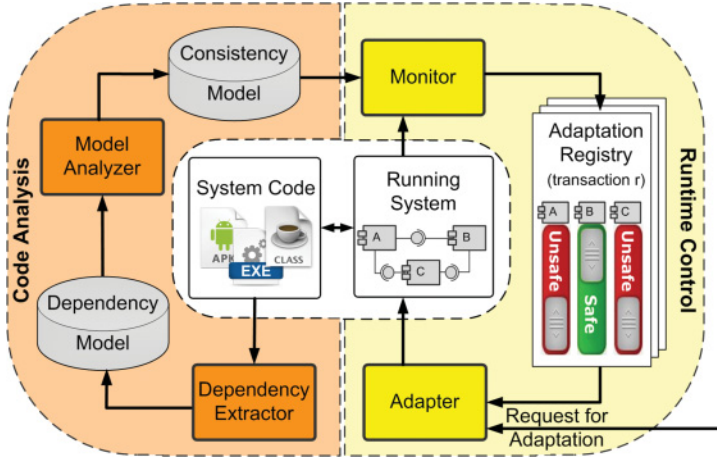 Consistency
Model
Monitor
Model
Analyzer
Adaptation
Registry
(transaction r)
A
B
C
Unsafe
Safe
Unsafe
System Code
APK
EXE
CLASS
Running
System
A
B
C
Code Analysis
Runtime Control
Dependency
Model
Dependency
Extractor
Adapter
Request for
Adaptation